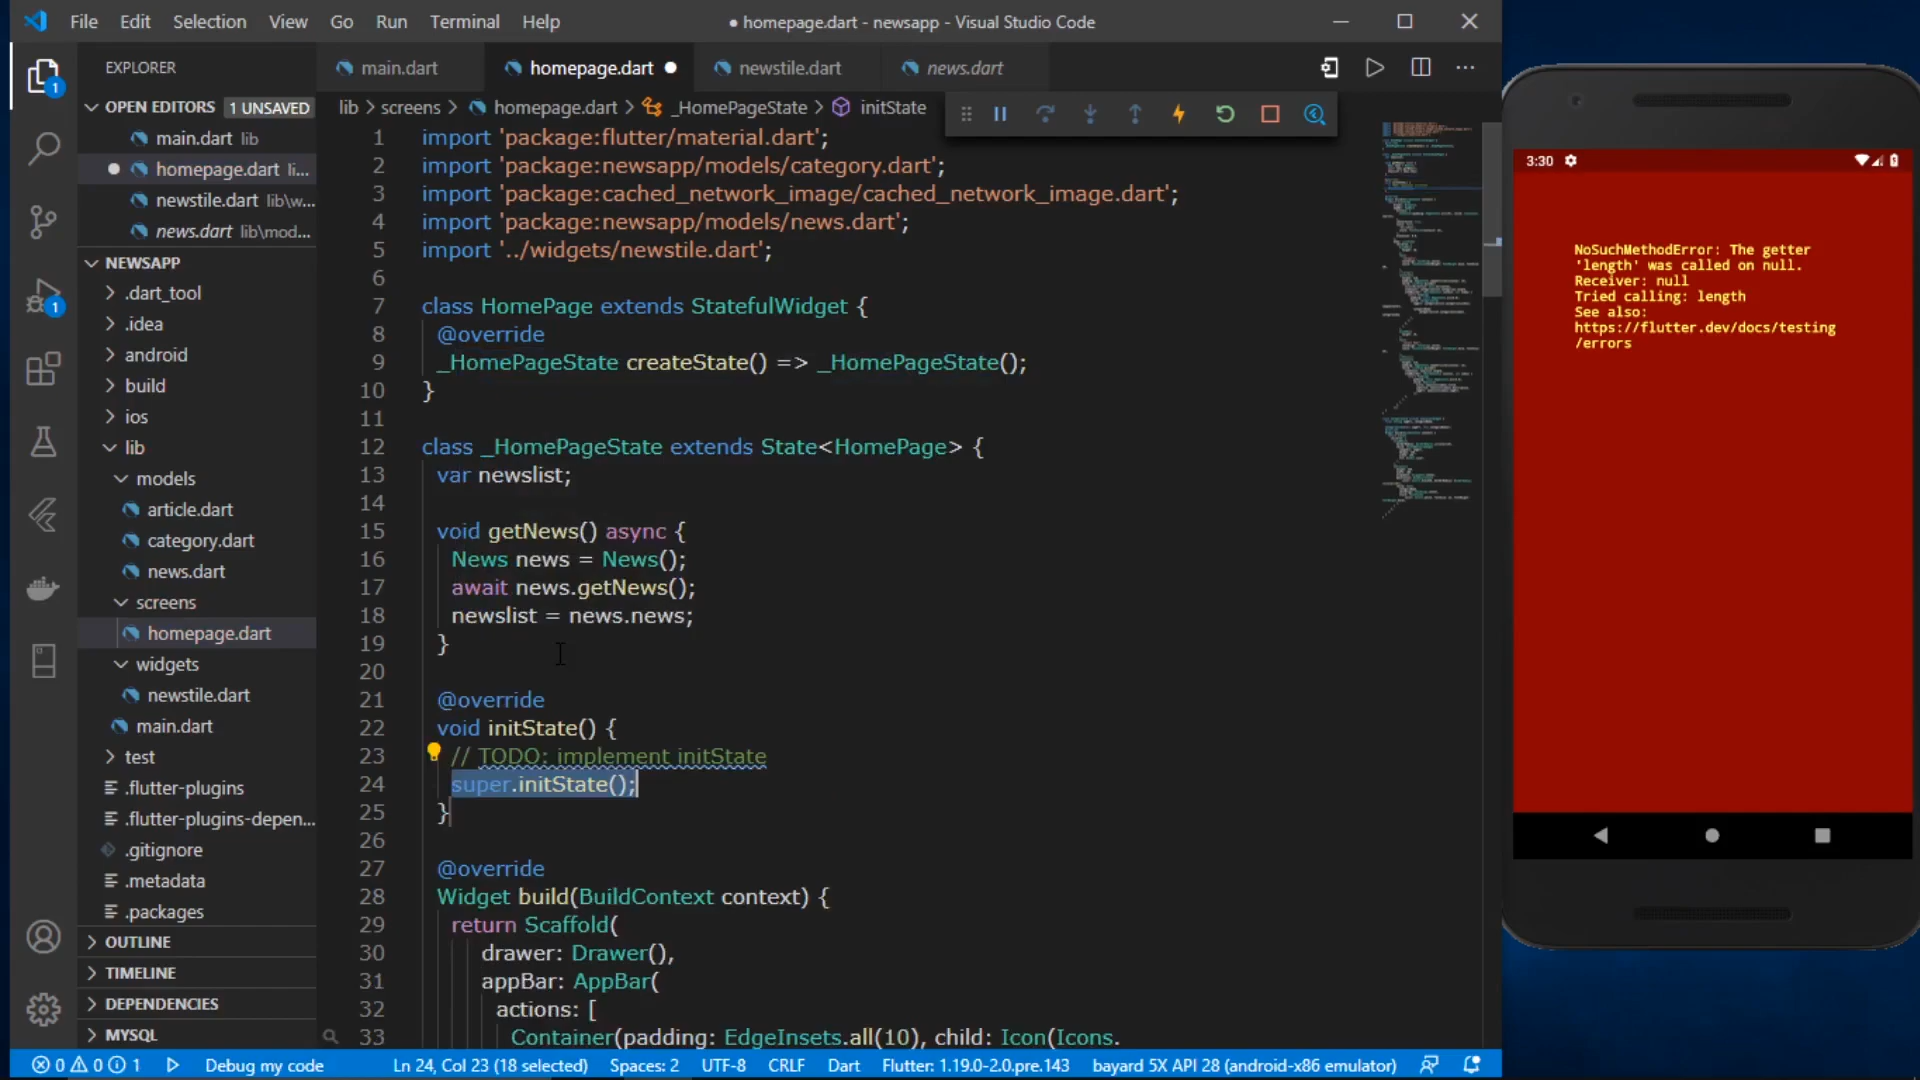 File Edit Selection View Go Run Terminal Help
● homepage.dart - newsapp - Visual Studio Code
EXPLORER
main.dart
homepage.dart
newstile.dart
news.dart
OPEN EDITORS
1 UNSAVED
main.dart lib
homepage.dart li...
newstile.dart lib\w...
news.dart lib\mod...
NEWSAPP
.dart_tool
.idea
android
build
ios
lib
models
article.dart
category.dart
news.dart
screens
homepage.dart
widgets
newstile.dart
main.dart
test
.flutter-plugins
.flutter-plugins-depen...
.gitignore
.metadata
.packages
OUTLINE
TIMELINE
DEPENDENCIES
MYSQL
1
1
lib > screens > homepage.dart > _HomePageState > initState
1 import 'package:flutter/material.dart';
2 import 'package:newsapp/models/category.dart';
3 import 'package:cached_network_image/cached_network_image.dart';
4 import 'package:newsapp/models/news.dart';
5 import '../widgets/newstile.dart';
6
7 class HomePage extends StatefulWidget {
8 @override
9 _HomePageState createState() => _HomePageState();
10 }
11
12 class _HomePageState extends State<HomePage> {
13 var newslist;
14
15 void getNews() async {
16 News news = News();
17 await news.getNews();
18 newslist = news.news;
19 }
20
21 @override
22 void initState() {
23 // TODO: implement initState
24 super.initState();
25 }
26
27 @override
28 Widget build(BuildContext context) {
29 return Scaffold(
30 drawer: Drawer(),
31 appBar: AppBar(
32 actions: [
33 Container(padding: EdgeInsets.all(10), child: Icon(Icons.
0 0 1 Debug my code
Ln 24, Col 23 (18 selected) Spaces: 2 UTF-8 CRLF Dart Flutter: 1.19.0-2.0.pre.143 bayard 5X API 28 (android-x86 emulator)
3:30
NoSuchMethodError: The getter
'length' was called on null.
Receiver: null
Tried calling: length
See also:
https://flutter.dev/docs/testing
/errors